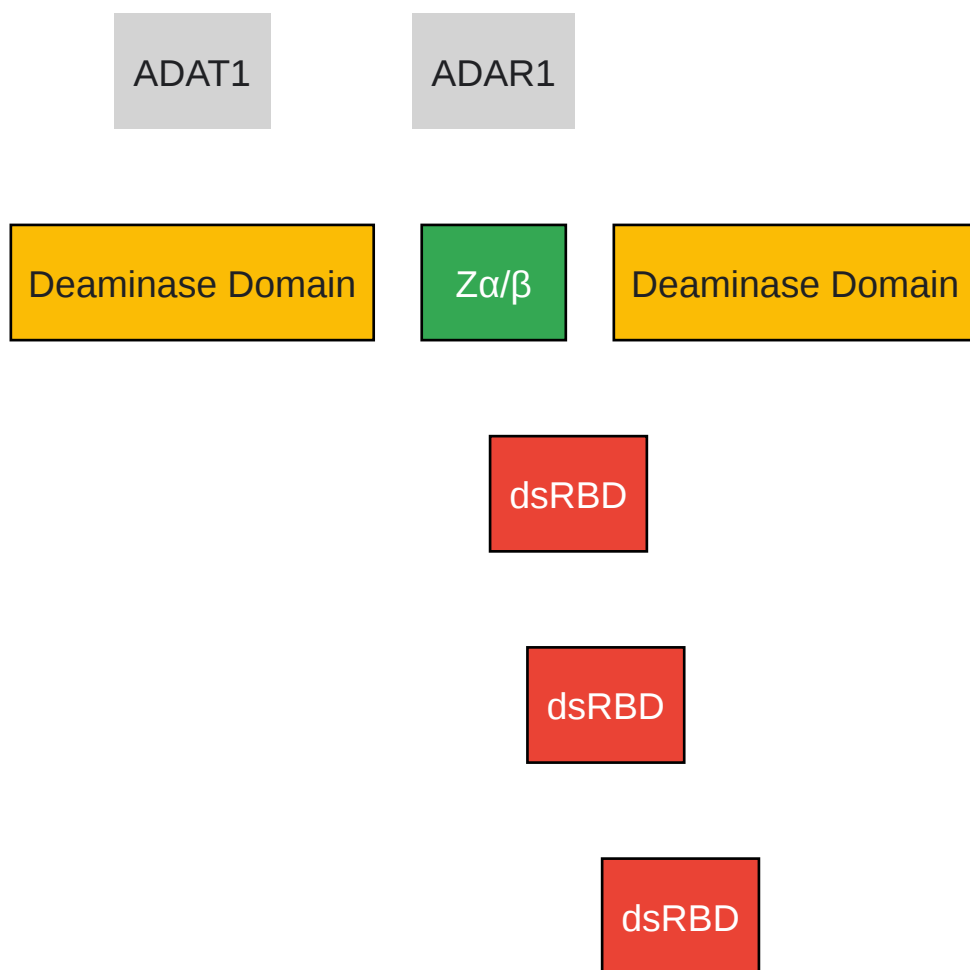 ADAT1
ADAR1
Deaminase Domain
Zα/β
Deaminase Domain
dsRBD
dsRBD
dsRBD